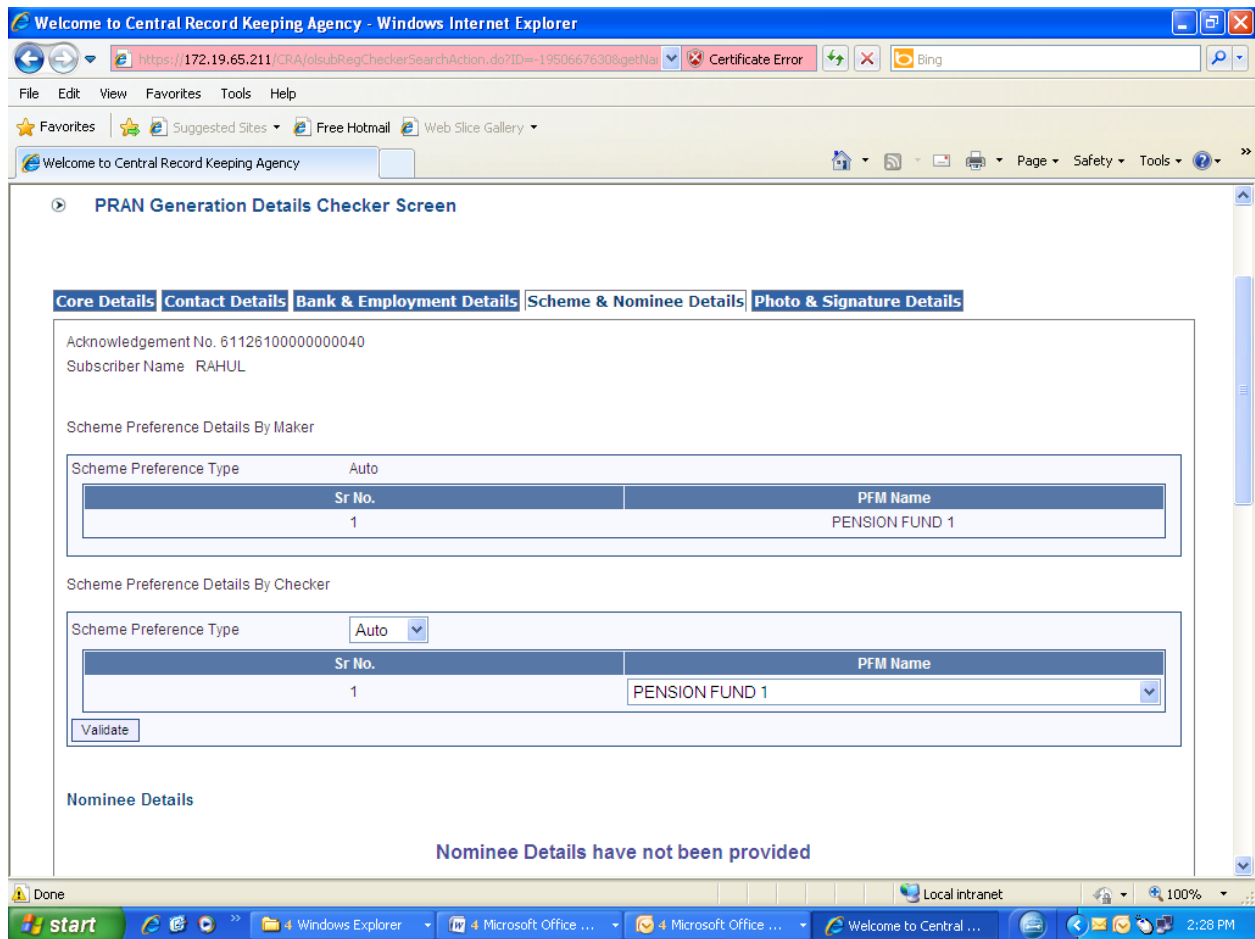 Welcome to Central Record Keeping Agency - Windows Internet Explorer
https://172.19.65.211/CRA/olsubRegCheckerSearchAction.do?ID=-1950667630&getNa Certificate Error Bing
File Edit View Favorites Tools Help
Favorites Suggested Sites Free Hotmail Web Slice Gallery
Welcome to Central Record Keeping Agency Page Safety Tools »
PRAN Generation Details Checker Screen
Core Details Contact Details Bank & Employment Details Scheme & Nominee Details Photo & Signature Details
Acknowledgement No. 61126100000000040
Subscriber Name RAHUL
Scheme Preference Details By Maker
Scheme Preference Type Auto
Sr No. PFM Name
1 PENSION FUND 1
Scheme Preference Details By Checker
Scheme Preference Type Auto
Sr No. PFM Name
1 PENSION FUND 1
Validate
Nominee Details
Nominee Details have not been provided
Done Local intranet 100%
start » 4 Windows Explorer 4 Microsoft Office ... 4 Microsoft Office ... Welcome to Central ... 2:28 PM